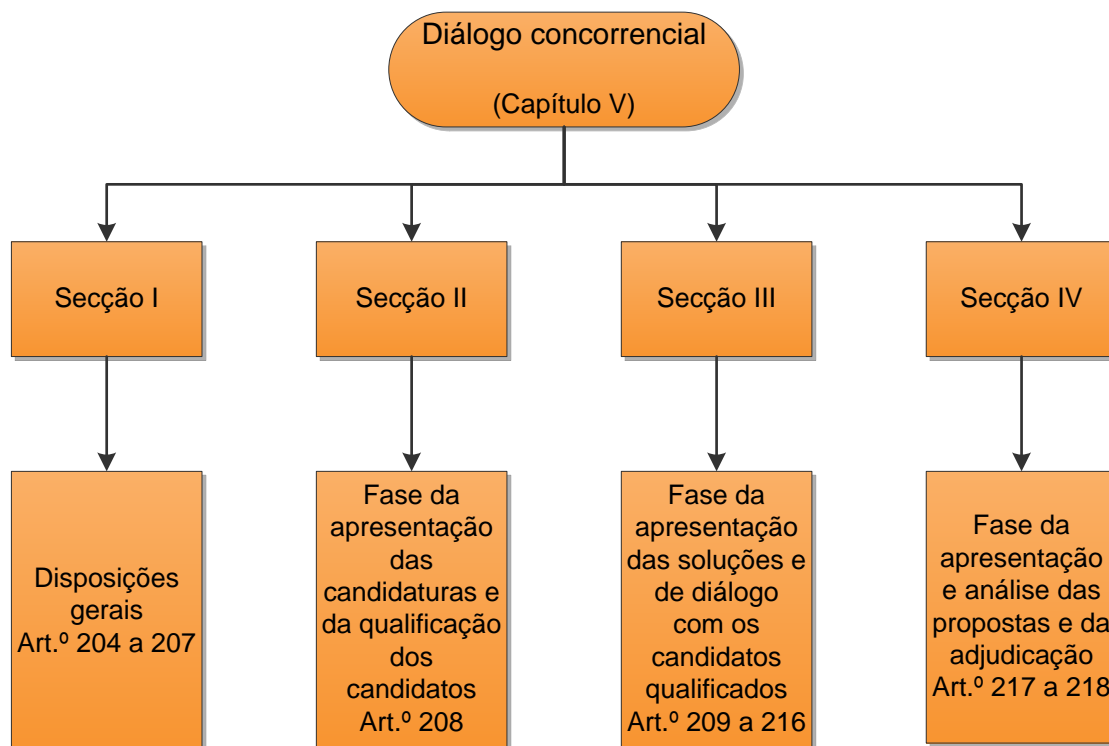 Diálogo concorrencial
(Capítulo V)
Secção I
Secção II
Secção III
Secção IV
Disposições
gerais
Art.º 204 a 207
Fase da
apresentação
das
candidaturas e
da qualificação
dos
candidatos
Art.º 208
Fase da
apresentação
das soluções e
de diálogo
com os
candidatos
qualificados
Art.º 209 a 216
Fase da
apresentação
e análise das
propostas e da
adjudicação
Art.º 217 a 218